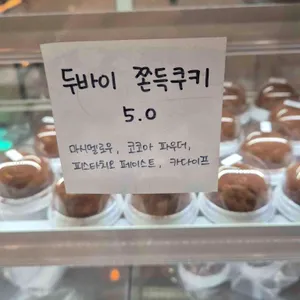 두바이 쫀득쿠키
5.0
마시멜로우, 코코아 파우더,
피스타치오 페이스트, 카다이프